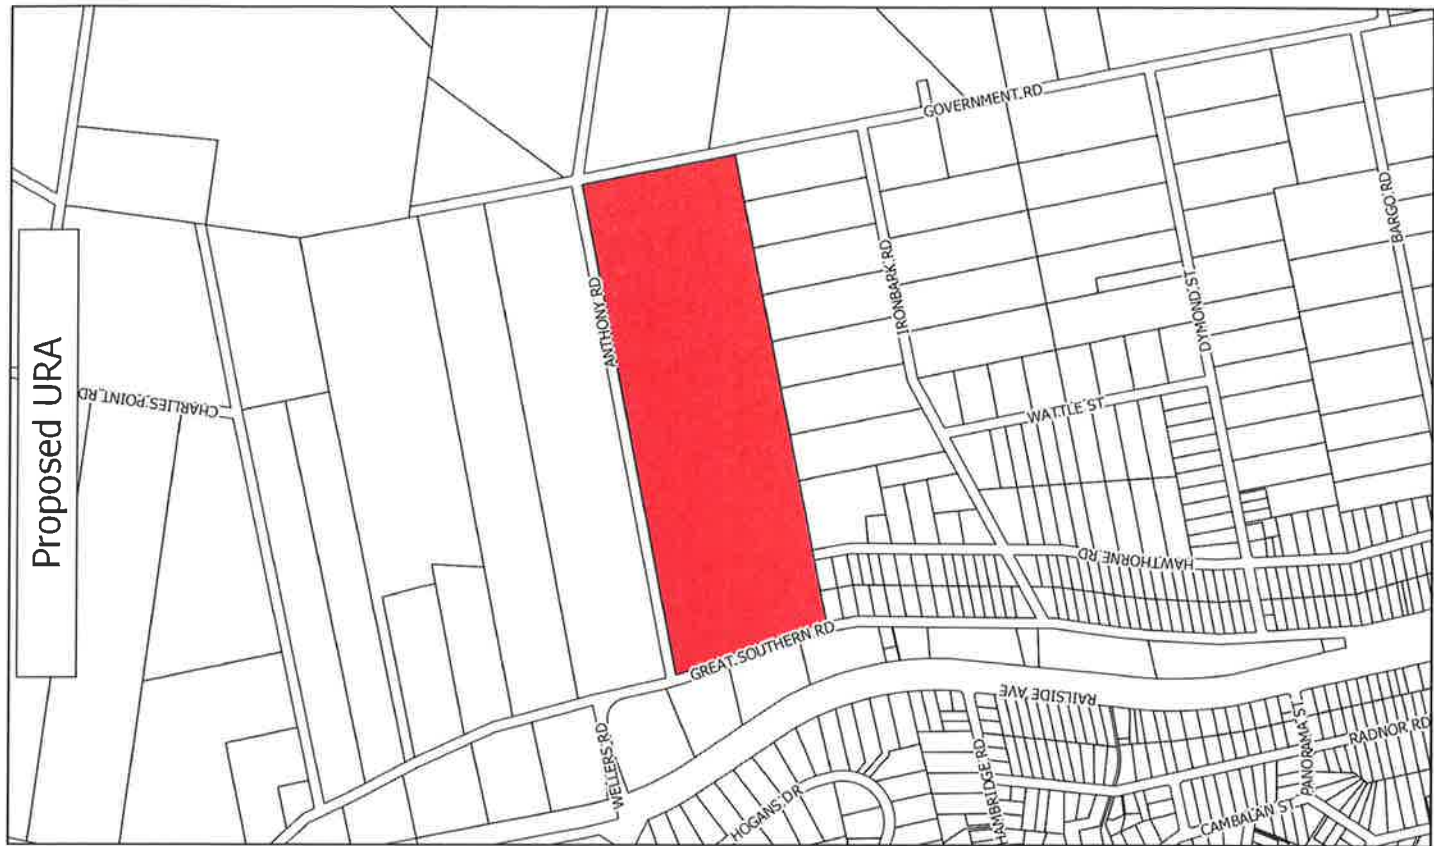 GOVERNMENT RD
ANTHONY RD
IRONBARK RD
DYMOND ST
BARGO RD
Proposed URA
CHARLIES POINT RD
WATTLE ST
HAWTHORNE RD
GREAT SOUTHERN RD
RAILSIDE AVE
WELLERS RD
HOGANS DR
HAMBRIDGE RD
PANORAMA ST
RADNOR RD
CAMBALAN ST